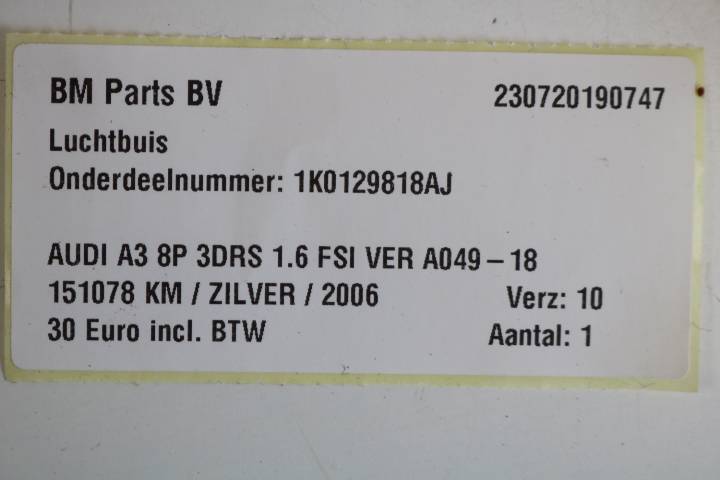 BM Parts BV 230720190747
Luchtbuis
Onderdeelnummer: 1K0129818AJ
AUDI A3 8P 3DRS 1.6 FSI VER A049-18
151078 KM / ZILVER / 2006 Verz: 10
30 Euro incl. BTW Aantal: 1